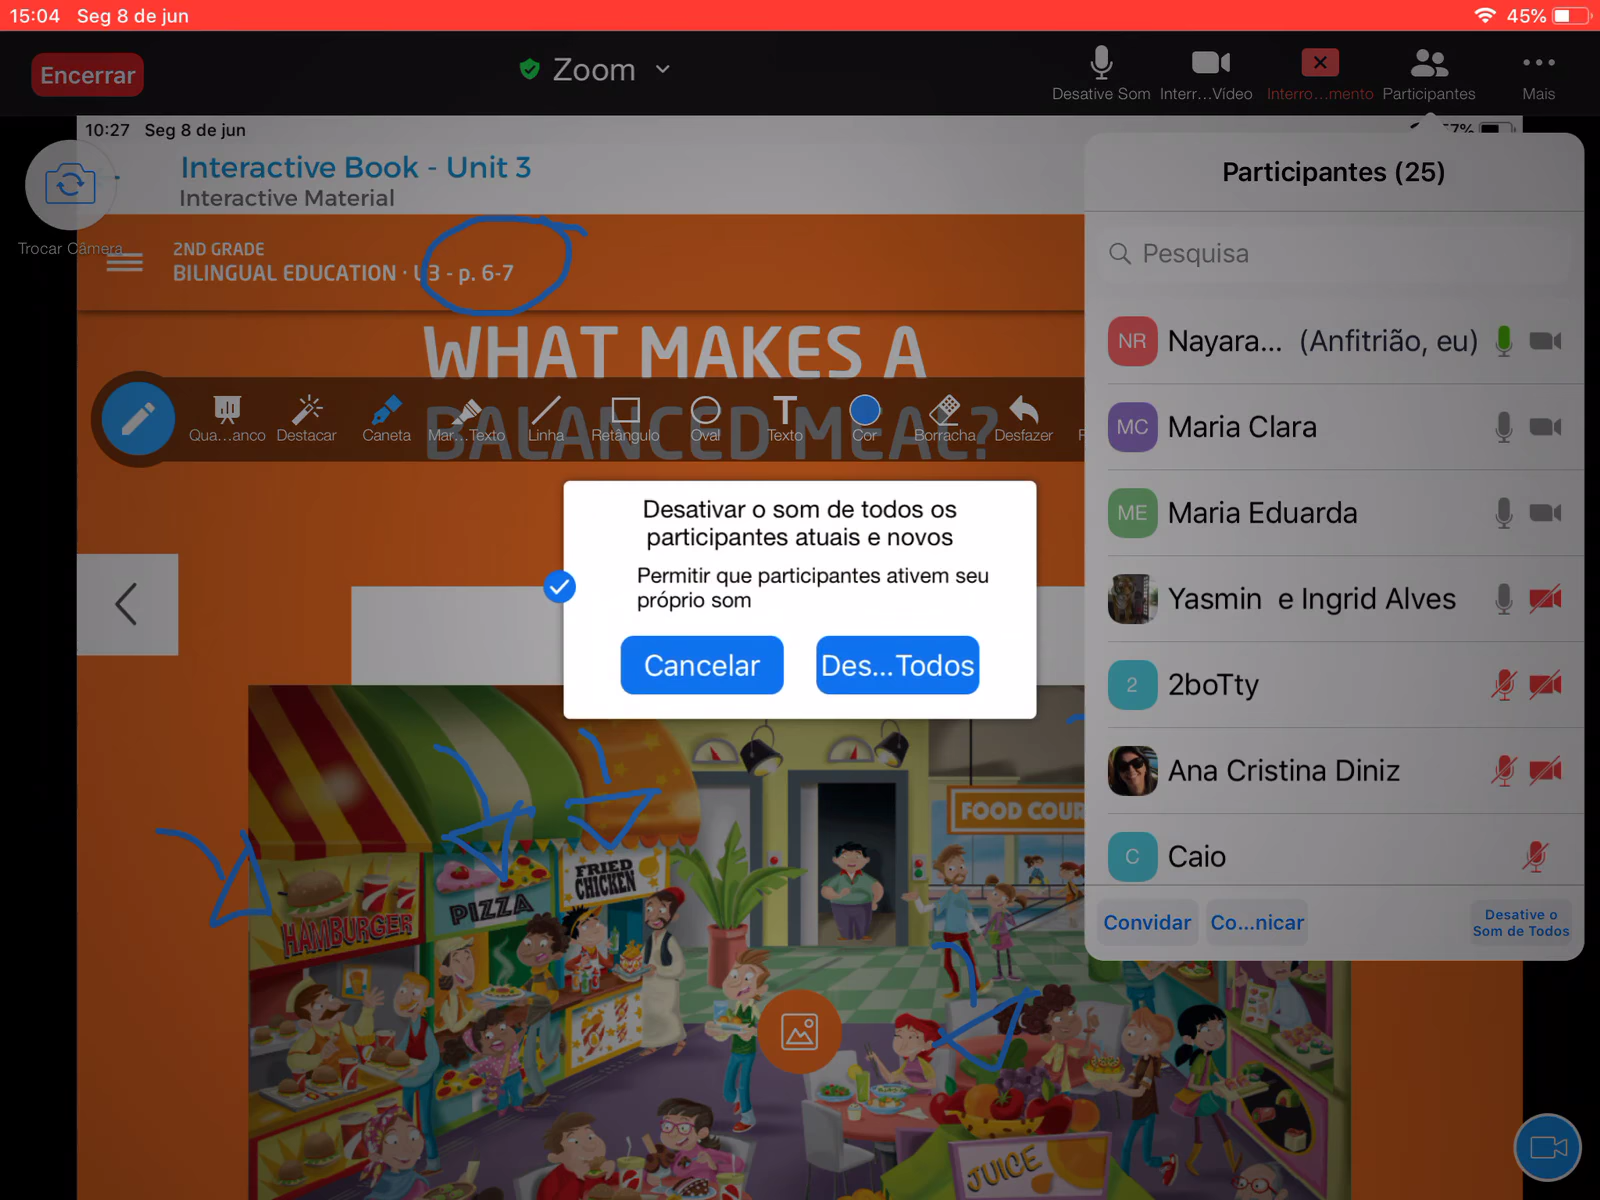 15:04 Seg 8 de jun
45%
Encerrar
Zoom
Desative Som
Interr...Vídeo
Interro...mento
Participantes
Mais
10:27 Seg 8 de jun
57%
Trocar Câmera
Interactive Book - Unit 3
Interactive Material
2ND GRADE
BILINGUAL EDUCATION · U3 - p. 6-7
WHAT MAKES A
BALANCED MEAL?
Qua...anco
Destacar
Caneta
Mar...Texto
Linha
Retângulo
Oval
T
Texto
Cor
Borracha
Desfazer
Desativar o som de todos os
participantes atuais e novos
Permitir que participantes ativem seu
próprio som
Cancelar
Des...Todos
Participantes (25)
Pesquisa
NR Nayara... (Anfitrião, eu)
MC Maria Clara
ME Maria Eduarda
Yasmin e Ingrid Alves
2 2boTty
Ana Cristina Diniz
C Caio
Convidar
Co...nicar
Desative o
Som de Todos
HAMBURGER
PIZZA
FRIED
CHICKEN
FOOD COUR
JUICE